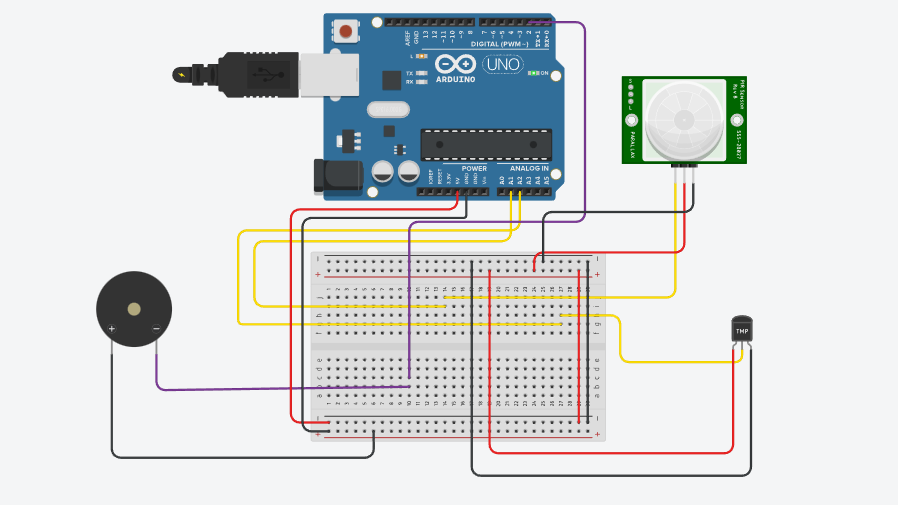 AREF
GND
13
12
~11
~10
~9
8
7
~6
~5
4
~3
2
TX→1
RX←0
DIGITAL (PWM~)
L
TX
RX
ARDUINO
UNO
ON
POWER
ANALOG IN
IOREF
RESET
3.3V
5V
GND
GND
Vin
A0
A1
A2
A3
A4
A5
PIR Sensor
Rev B
555-28027
PARALLAX
TMP
+
−
−
+
−
+
j
h
g
i
e
d
c
b
a
−
+
−
+